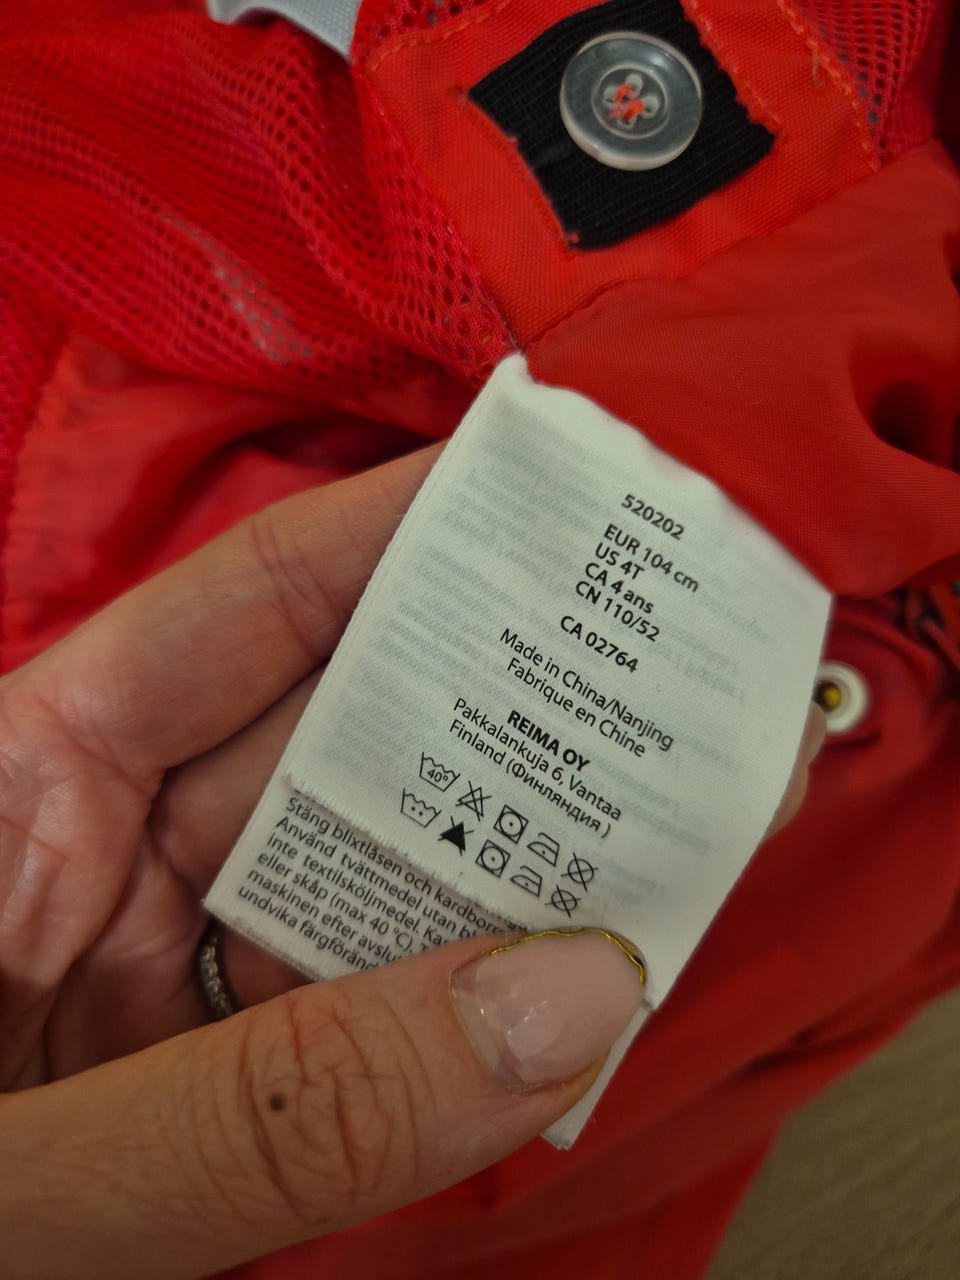 520202
EUR 104 cm
US 4T
CA 4 ans
CN 110/52
CA 02764
Made in China/Nanjing
Fabrique en Chine
REIMA OY
Pakkalankuja 6, Vantaa
Finland (Финляндия )
40°
Stäng blixtlåsen och kardborr
Använd tvättmedel utan bl
inte textilsköljmedel. Ka
eller skåp (max 40 °C).
maskinen efter avslu
undvika färgföränd